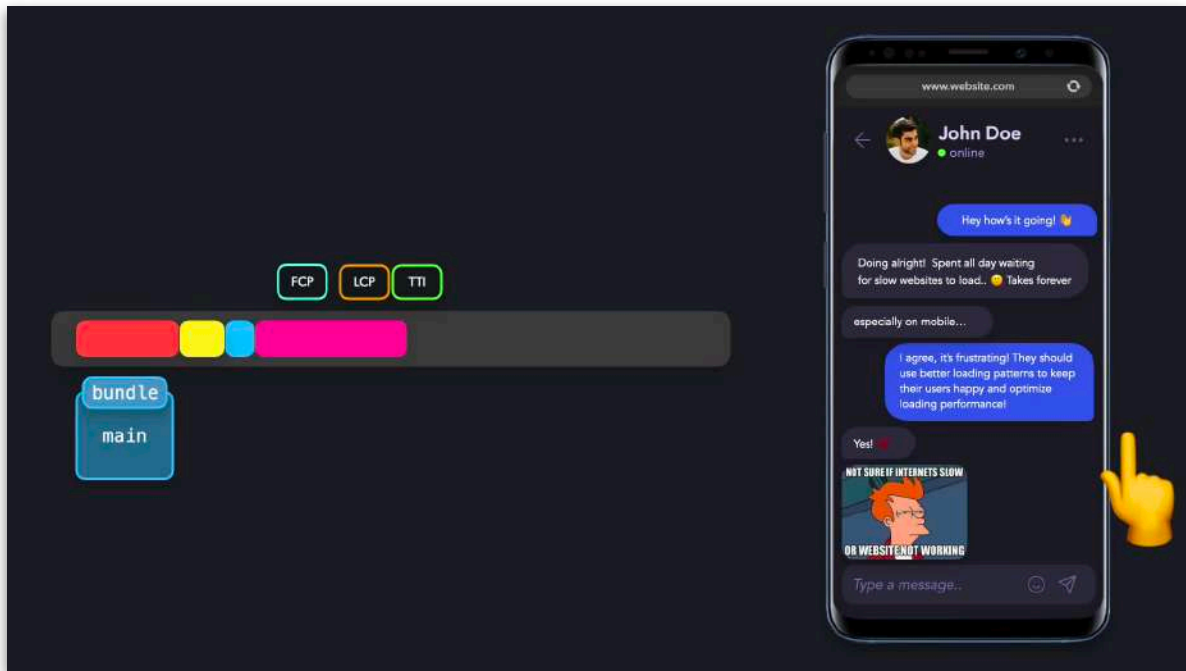 FCP
LCP
TTI
bundle
main
www.website.com
John Doe
online
Hey how's it going! 👋
Doing alright! Spent all day waiting
for slow websites to load.. 😕 Takes forever
especially on mobile...
I agree, it's frustrating! They should
use better loading patterns to keep
their users happy and optimize
loading performance!
Yes!
NOT SURE IF INTERNETS SLOW
OR WEBSITE NOT WORKING
Type a message..